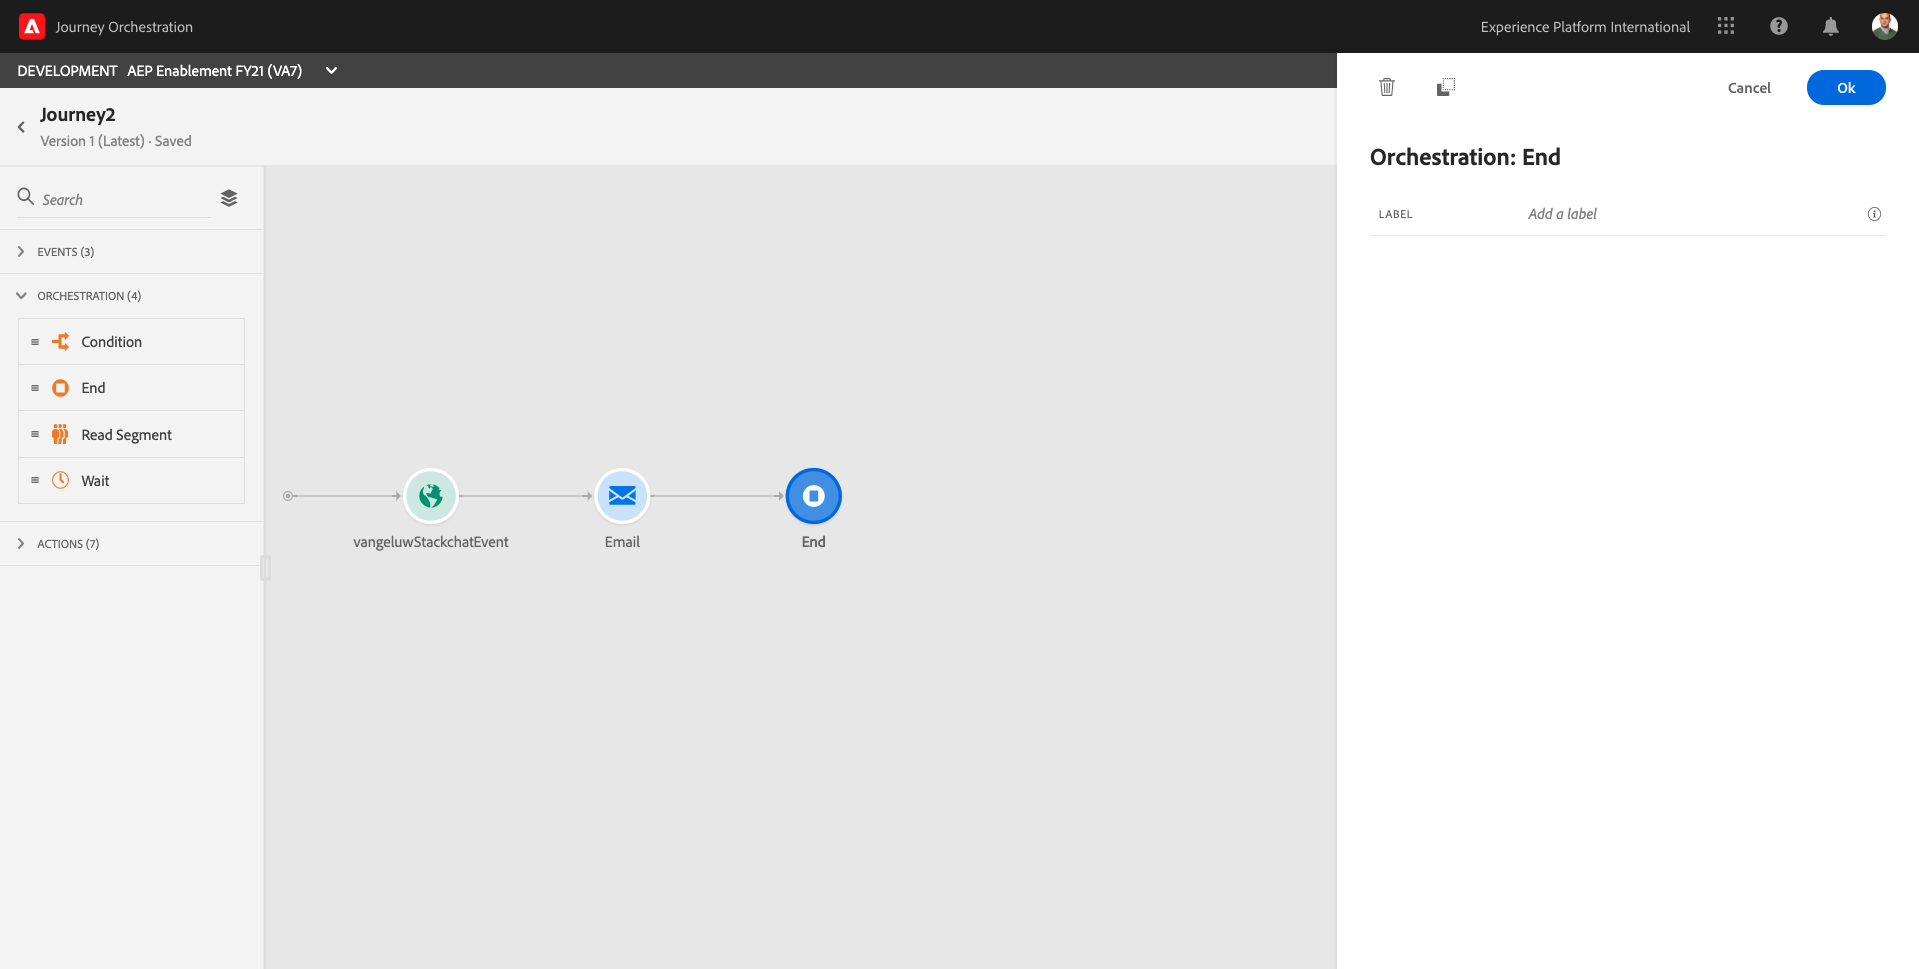 Journey Orchestration
Experience Platform International
DEVELOPMENT AEP Enablement FY21 (VA7)
Journey2
Version 1 (Latest) · Saved
Cancel
Ok
Orchestration: End
LABEL
Add a label
Search
EVENTS (3)
ORCHESTRATION (4)
Condition
End
Read Segment
Wait
ACTIONS (7)
vangeluwStackchatEvent
Email
End